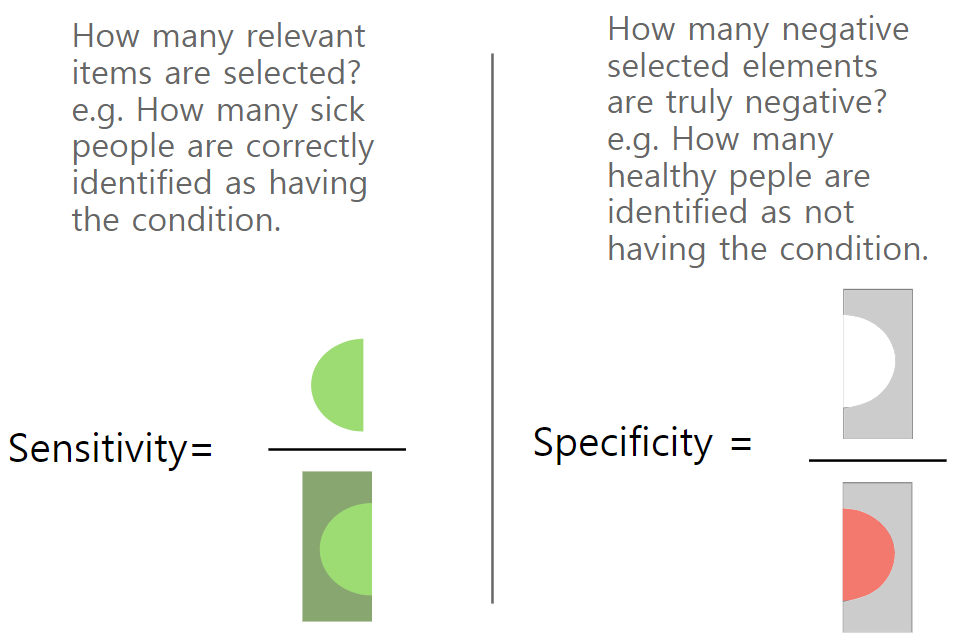 How many relevant
items are selected?
e.g. How many sick
people are correctly
identified as having
the condition.
Sensitivity=
How many negative
selected elements
are truly negative?
e.g. How many
healthy peple are
identified as not
having the condition.
Specificity =